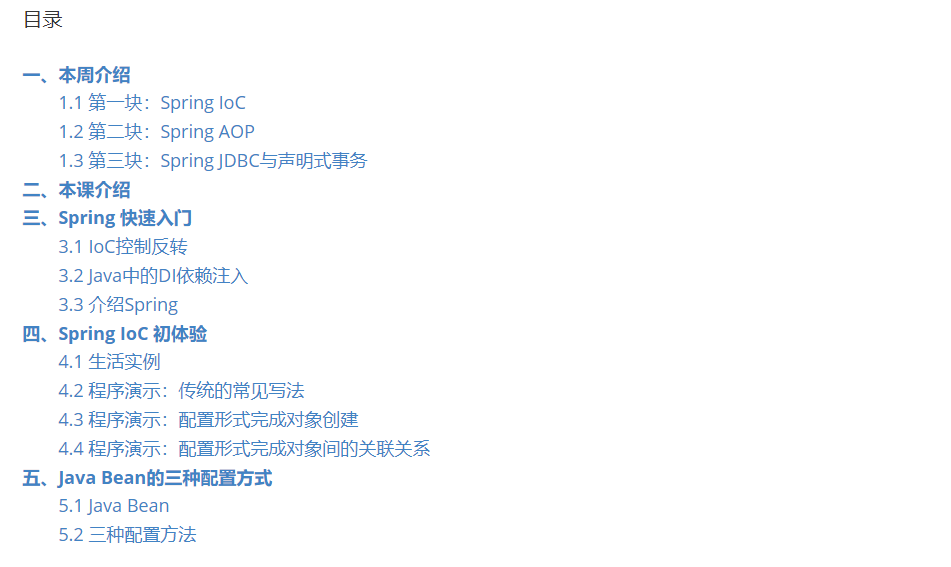 目录
一、本周介绍
1.1 第一块：Spring IoC
1.2 第二块：Spring AOP
1.3 第三块：Spring JDBC与声明式事务
二、本课介绍
三、Spring 快速入门
3.1 IoC控制反转
3.2 Java中的DI依赖注入
3.3 介绍Spring
四、Spring IoC 初体验
4.1 生活实例
4.2 程序演示：传统的常见写法
4.3 程序演示：配置形式完成对象创建
4.4 程序演示：配置形式完成对象间的关联关系
五、Java Bean的三种配置方式
5.1 Java Bean
5.2 三种配置方法